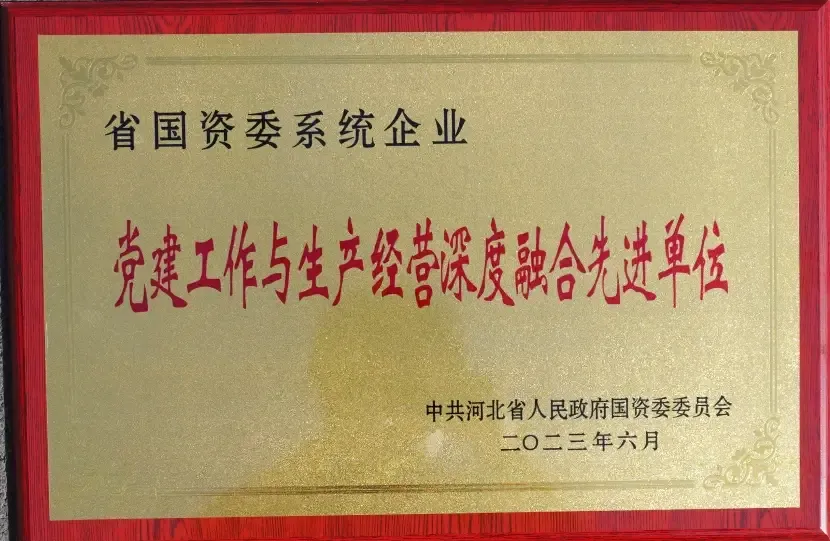 省国资委系统企业
党建工作与生产经营深度融合先进单位
中共河北省人民政府国资委委员会
二〇二三年六月